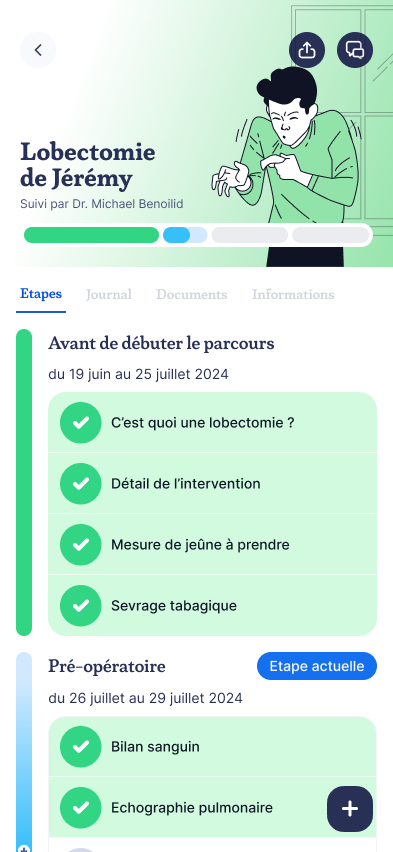 Lobectomie
de Jérémy
Suivi par Dr. Michael Benoilid
Etapes
Journal
Documents
Informations
Avant de débuter le parcours
du 19 juin au 25 juillet 2024
C’est quoi une lobectomie ?
Détail de l’intervention
Mesure de jeûne à prendre
Sevrage tabagique
Pré-opératoire
Etape actuelle
du 26 juillet au 29 juillet 2024
Bilan sanguin
Echographie pulmonaire